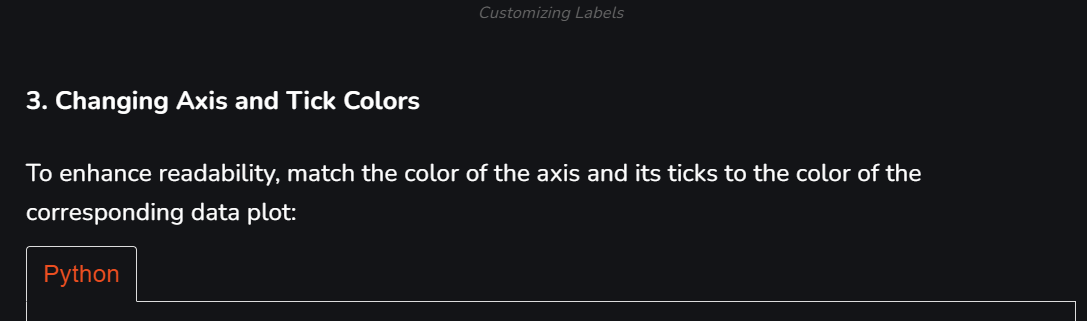 Customizing Labels
3. Changing Axis and Tick Colors
To enhance readability, match the color of the axis and its ticks to the color of the
corresponding data plot:
Python